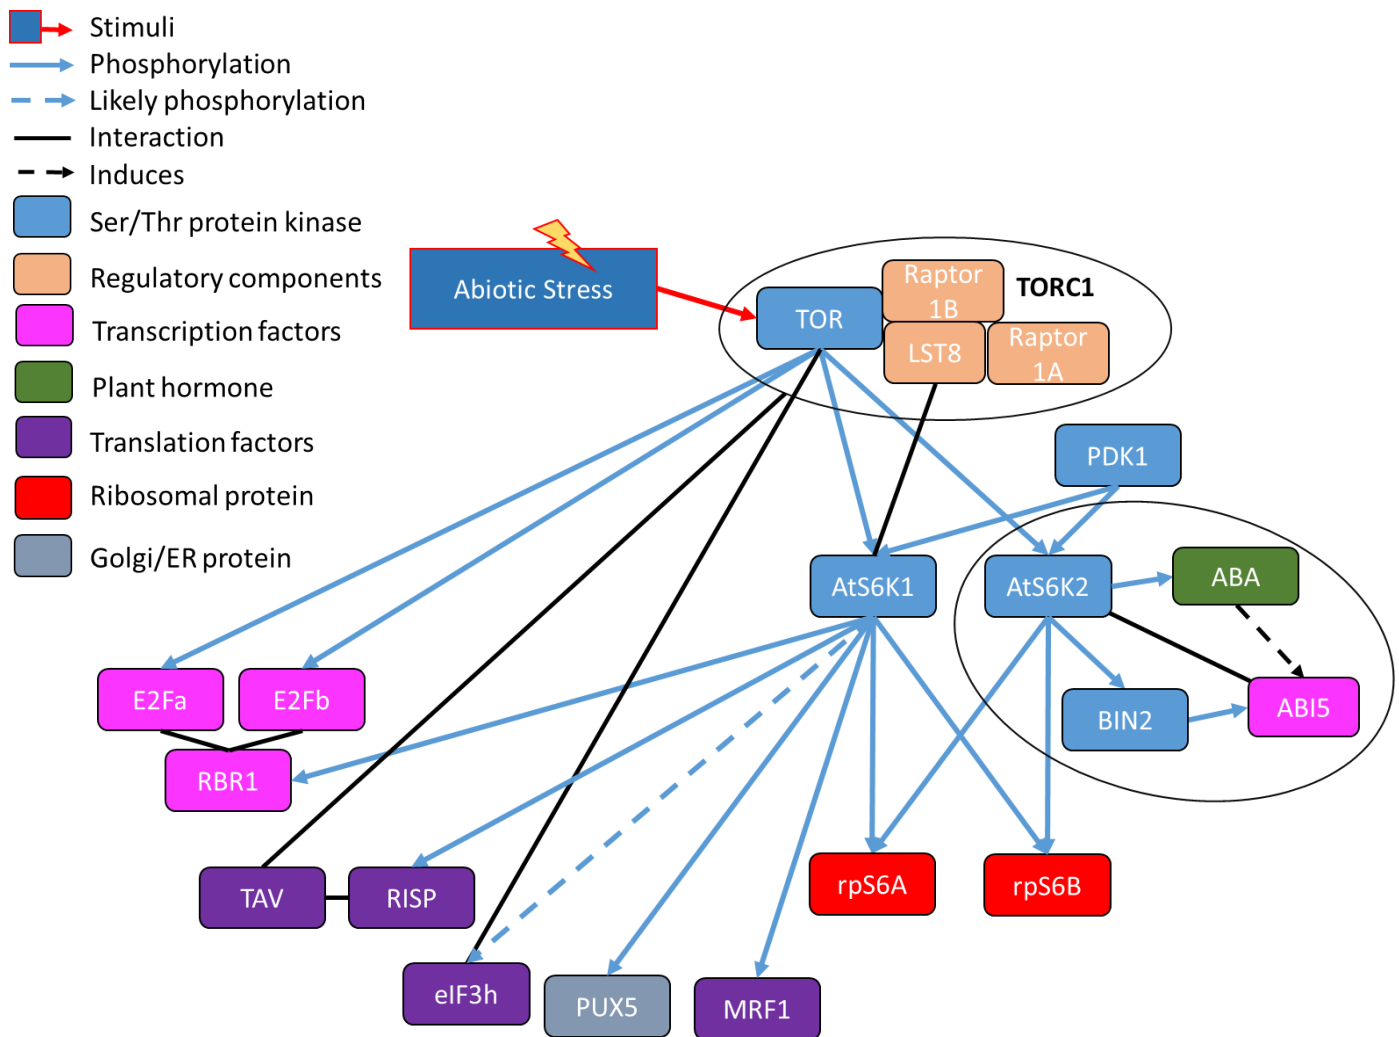 Stimuli
Phosphorylation
Likely phosphorylation
Interaction
Induces
Ser/Thr protein kinase
Regulatory components
Transcription factors
Plant hormone
Translation factors
Ribosomal protein
Golgi/ER protein
Abiotic Stress
TOR
Raptor
1B
TORC1
LST8
Raptor
1A
PDK1
AtS6K1
AtS6K2
ABA
E2Fa
E2Fb
BIN2
ABI5
RBR1
TAV
RISP
rpS6A
rpS6B
eIF3h
PUX5
MRF1